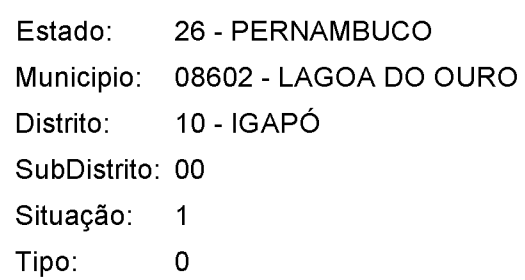 Estado: 26 - PERNAMBUCO
Municipio: 08602 - LAGOA DO OURO
Distrito: 10 - IGAPÓ
SubDistrito: 00
Situação: 1
Tipo: 0